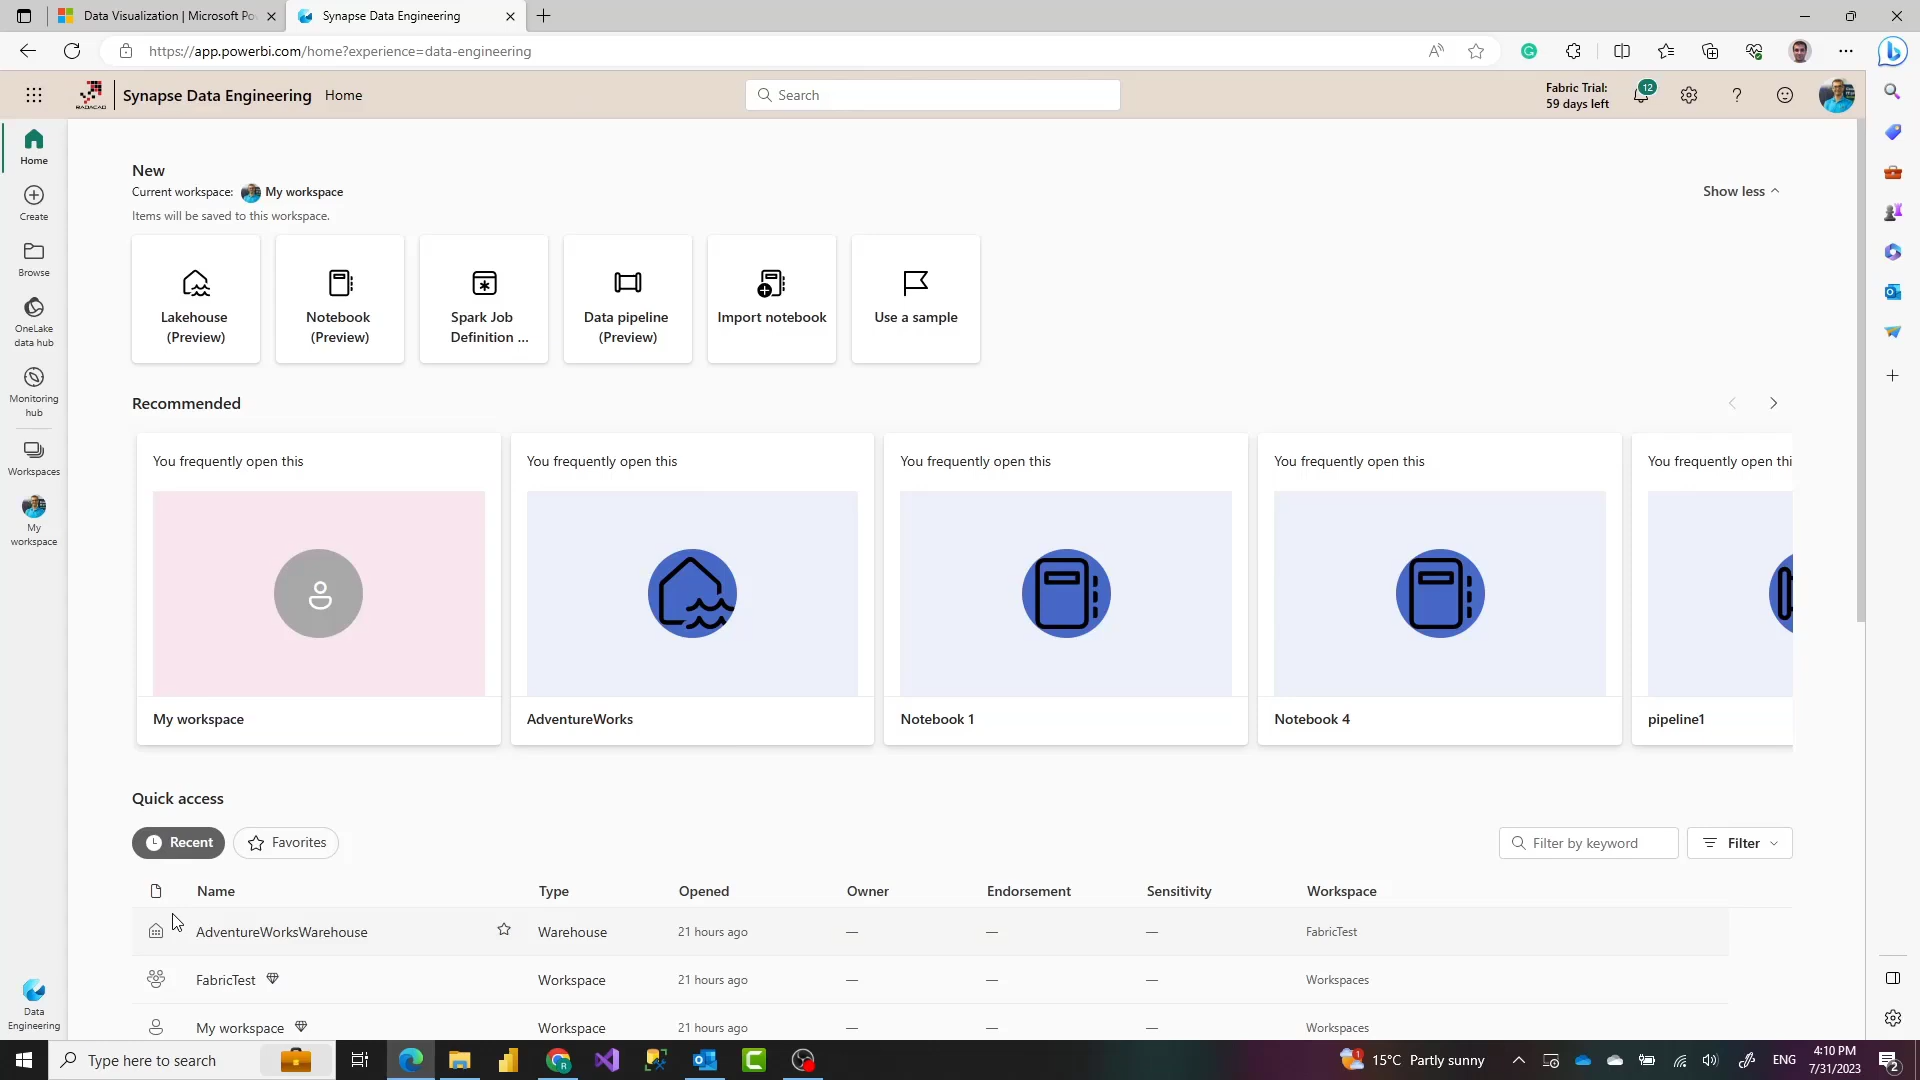 Data Visualization | Microsoft Po
Synapse Data Engineering
https://app.powerbi.com/home?experience=data-engineering
RADACAD
Synapse Data Engineering
Home
Search
Fabric Trial:
59 days left
12
Home
Create
Browse
OneLake
data hub
Monitoring
hub
Workspaces
My
workspace
Data
Engineering
New
Current workspace: My workspace
Show less
Items will be saved to this workspace.
Lakehouse
(Preview)
Notebook
(Preview)
Spark Job
Definition ...
Data pipeline
(Preview)
Import notebook
Use a sample
Recommended
You frequently open this
My workspace
You frequently open this
AdventureWorks
You frequently open this
Notebook 1
You frequently open this
Notebook 4
You frequently open thi
pipeline1
Quick access
Recent
Favorites
Filter by keyword
Filter
Name Type Opened Owner Endorsement Sensitivity Workspace
AdventureWorksWarehouse Warehouse 21 hours ago — — — FabricTest
FabricTest Workspace 21 hours ago — — — Workspaces
My workspace Workspace 21 hours ago — — — Workspaces
Type here to search
1
15°C Partly sunny
ENG
4:10 PM
7/31/2023
2